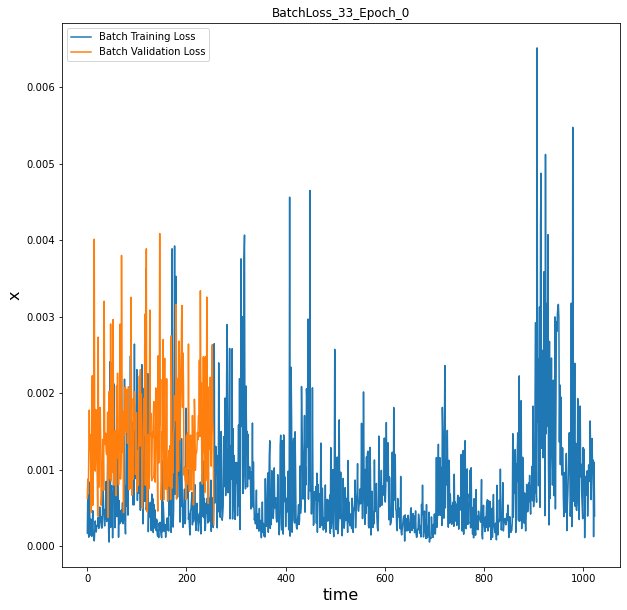 BatchLoss_33_Epoch_0
Batch Training Loss
Batch Validation Loss
0.006
0.005
0.004
0.003
0.002
0.001
0.000
x
0 200 400 600 800 1000
time